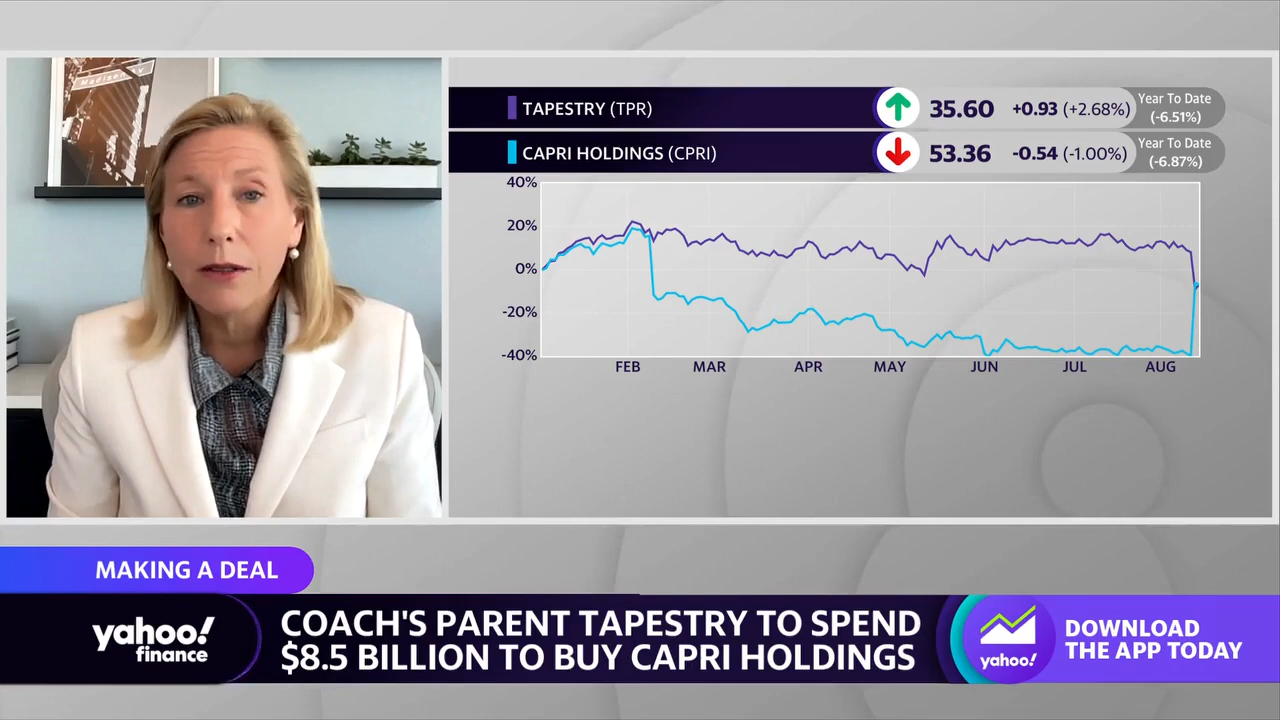 Madison Av
TAPESTRY (TPR)
35.60
+0.93 (+2.68%)
Year To Date
(-6.51%)
CAPRI HOLDINGS (CPRI)
53.36
-0.54 (-1.00%)
Year To Date
(-6.87%)
40%
20%
0%
-20%
-40%
FEB MAR APR MAY JUN JUL AUG
MAKING A DEAL
yahoo!
finance
COACH'S PARENT TAPESTRY TO SPEND
$8.5 BILLION TO BUY CAPRI HOLDINGS
yahoo!
DOWNLOAD
THE APP TODAY